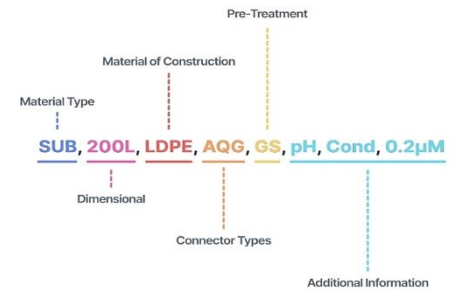 Pre-Treatment
Material of Construction
Material Type
SUB, 200L, LDPE, AQG, GS, pH, Cond, 0.2μM
Dimensional
Connector Types
Additional Information